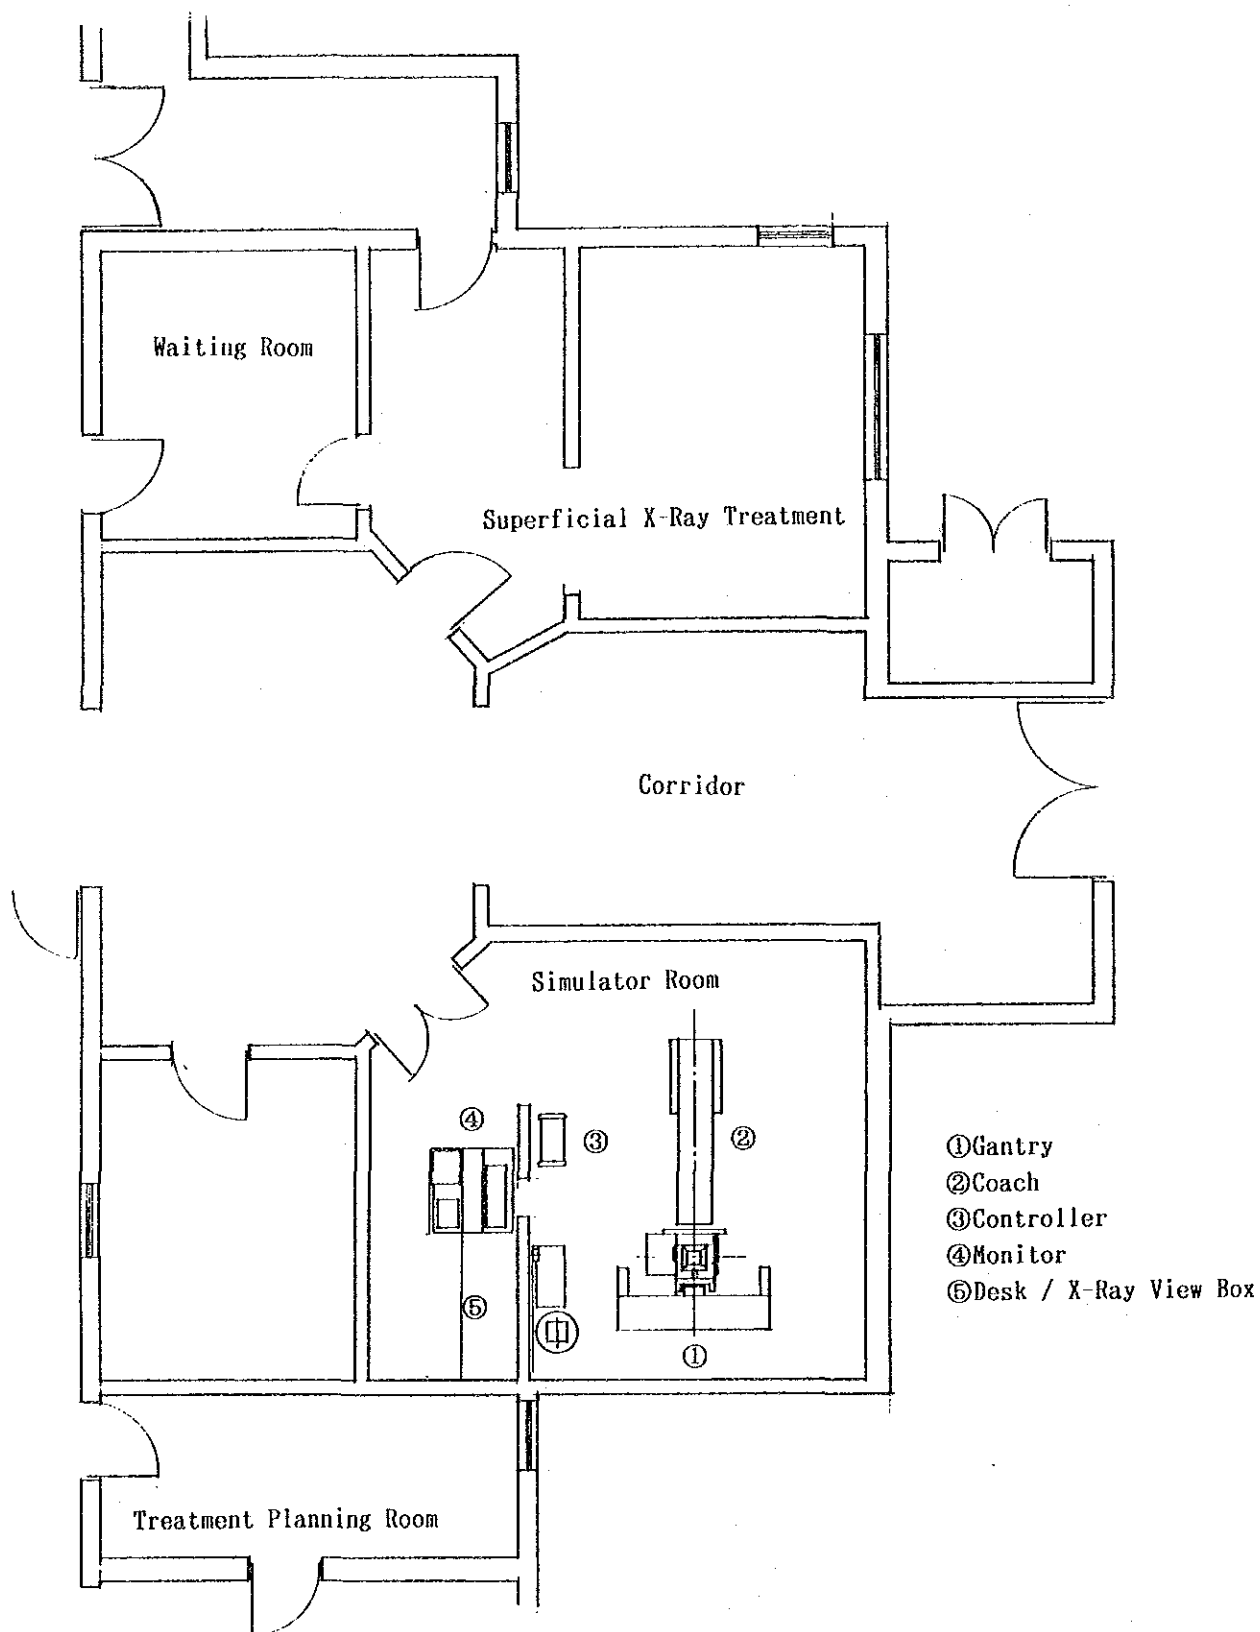 Waiting Room
Superficial X-Ray Treatment
Corridor
Simulator Room
④
③
②
①Gantry
②Coach
③Controller
④Monitor
⑤Desk / X-Ray View Box
⑤
①
Treatment Planning Room